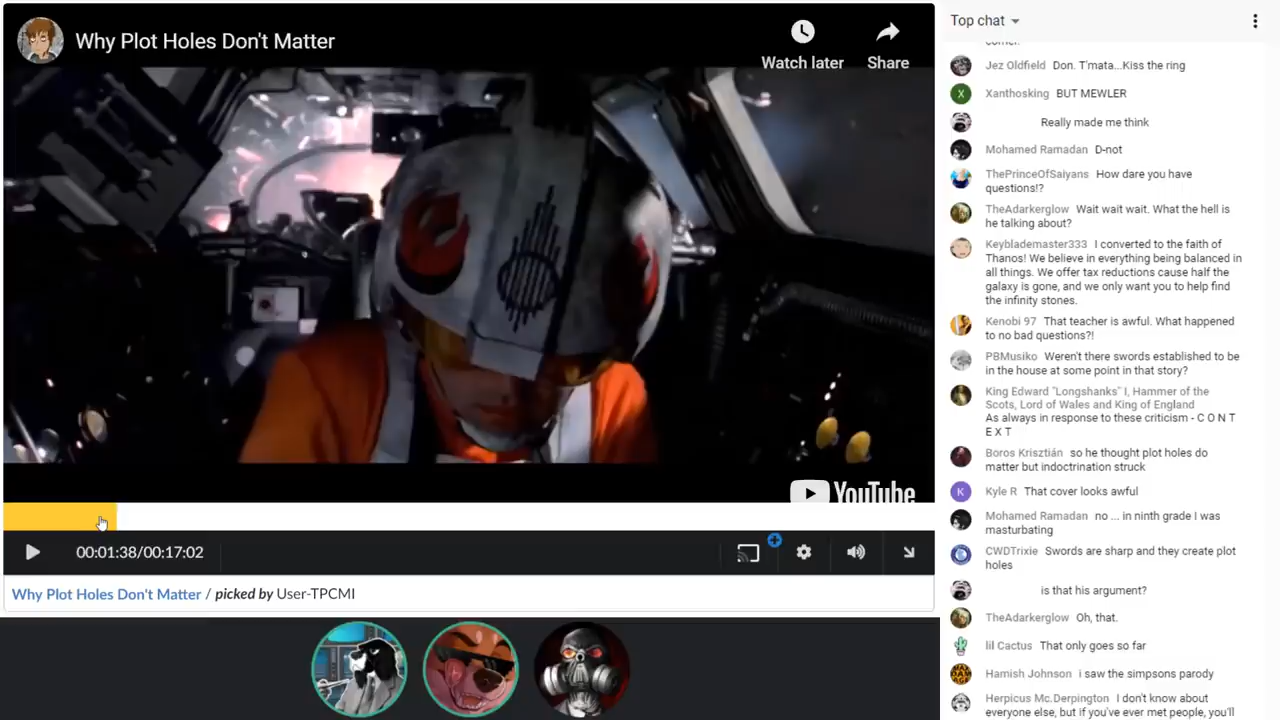 Why Plot Holes Don't Matter
Watch later
Share
YouTube
00:01:38/00:17:02
Why Plot Holes Don't Matter / picked by User-TPCMI
Top chat
corner!
Jez Oldfield Don. T'mata...Kiss the ring
X
Xanthosking BUT MEWLER
Really made me think
Mohamed Ramadan D-not
ThePrinceOfSaiyans How dare you have
questions!?
TheAdarkerglow Wait wait wait. What the hell is
he talking about?
Keyblademaster333 I converted to the faith of
Thanos! We believe in everything being balanced in
all things. We offer tax reductions cause half the
galaxy is gone, and we only want you to help find
the infinity stones.
Kenobi 97 That teacher is awful. What happened
to no bad questions?!
PBMusiko Weren't there swords established to be
in the house at some point in that story?
King Edward "Longshanks" I, Hammer of the
Scots, Lord of Wales and King of England
As always in response to these criticism - C O N T
E X T
Boros Krisztián so he thought plot holes do
matter but indoctrination struck
K
Kyle R That cover looks awful
Mohamed Ramadan no ... in ninth grade I was
masturbating
CWDTrixie Swords are sharp and they create plot
holes
is that his argument?
TheAdarkerglow Oh, that.
lil Cactus That only goes so far
Hamish Johnson i saw the simpsons parody
Herpicus Mc.Derpington I don't know about
everyone else, but if you've ever met people, you'll